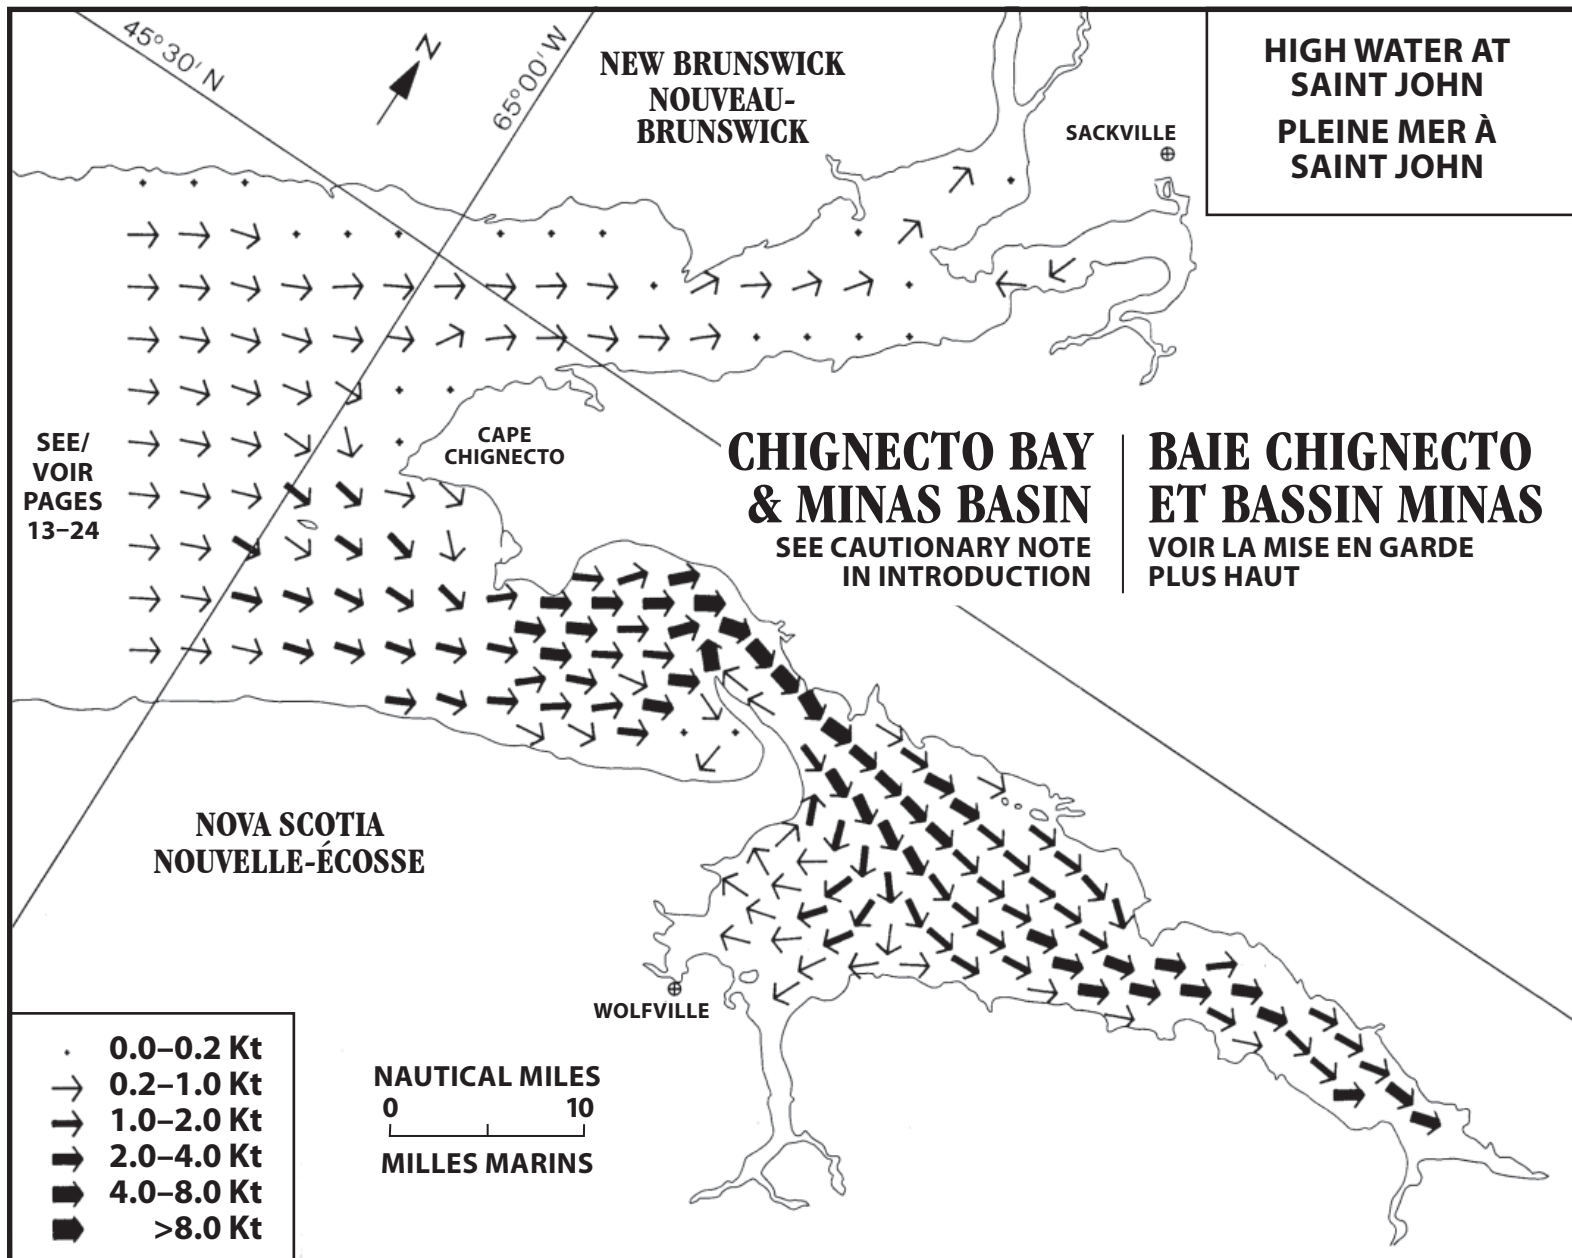 45°30′ N
N
65°00′ W
NEW BRUNSWICK
NOUVEAU-
BRUNSWICK
HIGH WATER AT
SAINT JOHN
PLEINE MER À
SAINT JOHN
SACKVILLE
SEE/
VOIR
PAGES
13–24
CAPE
CHIGNECTO
CHIGNECTO BAY
& MINAS BASIN
SEE CAUTIONARY NOTE
IN INTRODUCTION
BAIE CHIGNECTO
ET BASSIN MINAS
VOIR LA MISE EN GARDE
PLUS HAUT
NOVA SCOTIA
NOUVELLE-ÉCOSSE
WOLFVILLE
0.0–0.2 Kt
0.2–1.0 Kt
1.0–2.0 Kt
2.0–4.0 Kt
4.0–8.0 Kt
>8.0 Kt
NAUTICAL MILES
0 10
MILLES MARINS